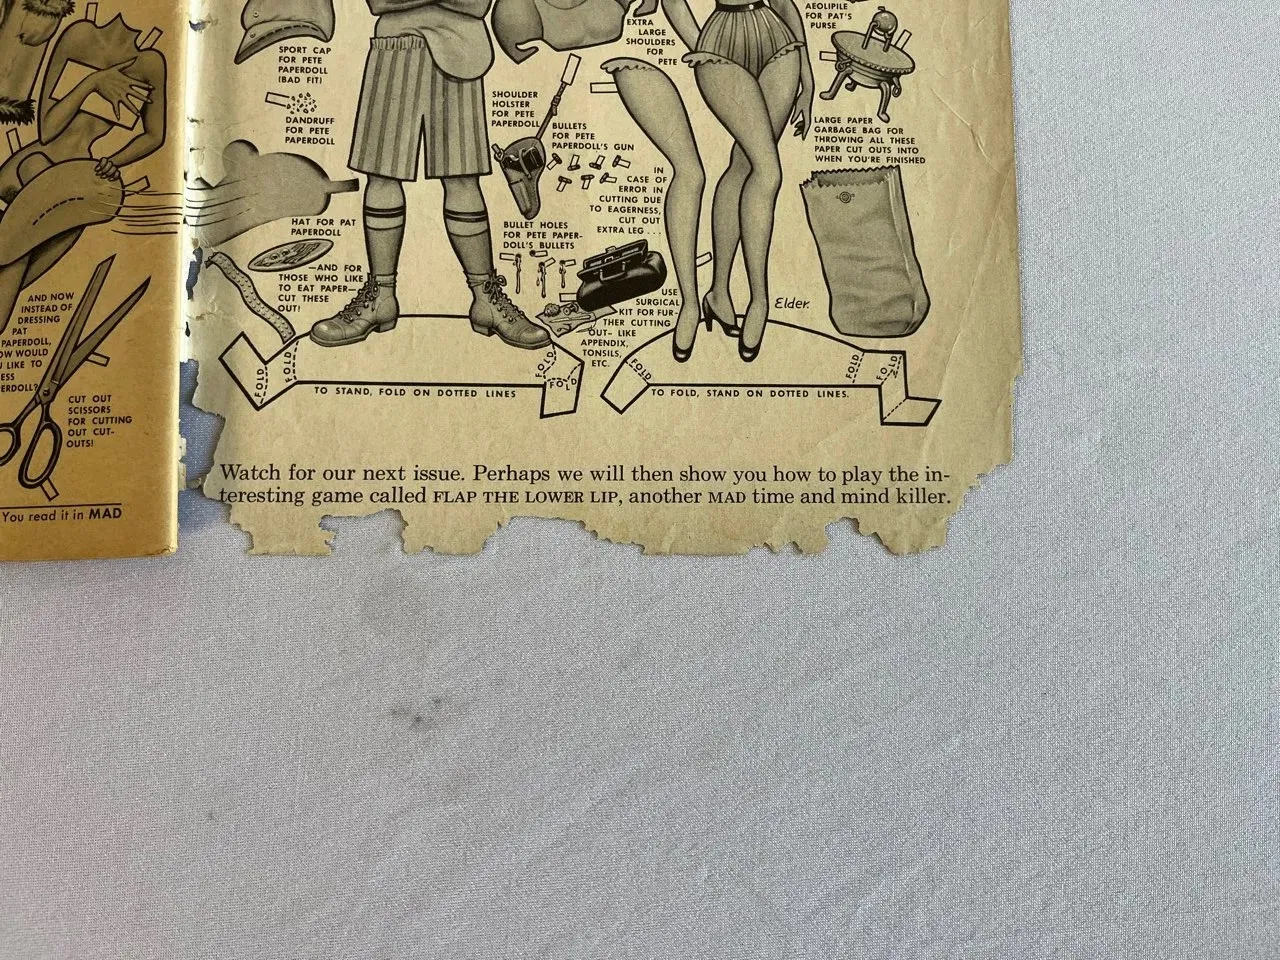 AEOLIPILE
FOR PAT'S
PURSE
EXTRA
LARGE
SHOULDERS
FOR
PETE
SPORT CAP
FOR PETE
PAPERDOLL
(BAD FIT)
DANDRUFF
FOR PETE
PAPERDOLL
SHOULDER
HOLSTER
FOR PETE
PAPERDOLL
BULLETS
FOR PETE
PAPERDOLL'S GUN
LARGE PAPER
GARBAGE BAG FOR
THROWING ALL THESE
PAPER CUT OUTS INTO
WHEN YOU'RE FINISHED
IN
CASE OF
ERROR IN
CUTTING DUE
TO EAGERNESS,
CUT OUT
EXTRA LEG . . .
HAT FOR PAT
PAPERDOLL
BULLET HOLES
FOR PETE PAPER-
DOLL'S BULLETS
—AND FOR
THOSE WHO LIKE
TO EAT PAPER—
CUT THESE
OUT!
USE
SURGICAL
KIT FOR FUR-
THER CUTTING
OUT— LIKE
APPENDIX,
TONSILS,
ETC.
Elder.
FOLD
FOLD
TO STAND, FOLD ON DOTTED LINES
FOLD
FOLD
FOLD
TO FOLD, STAND ON DOTTED LINES.
FOLD
FOLD
AND NOW
INSTEAD OF
DRESSING
PAT
PAPERDOLL,
OW WOULD
LIKE TO
ESS
ERDOLL?
CUT OUT
SCISSORS
FOR CUTTING
OUT CUT-
OUTS!
You read it in MAD
Watch for our next issue. Perhaps we will then show you how to play the in-
teresting game called FLAP THE LOWER LIP, another MAD time and mind killer.